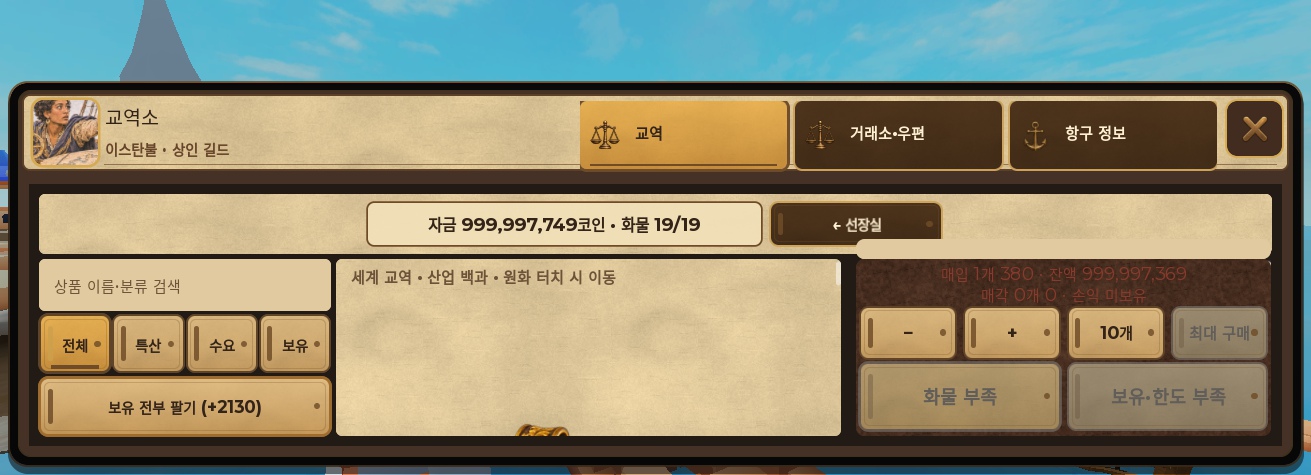 교역소
이스탄불 • 상인 길드
교역
거래소•우편
항구 정보
자금 999,997,749코인 • 화물 19/19
← 선장실
상품 이름·분류 검색
전체
특산
수요
보유
보유 전부 팔기 (+2130)
세계 교역 • 산업 백과 • 원화 터치 시 이동
매입 1개 380 · 잔액 999,997,369
매각 0개 0 · 손익 미보유
−
+
10개
최대 구매
화물 부족
보유·한도 부족